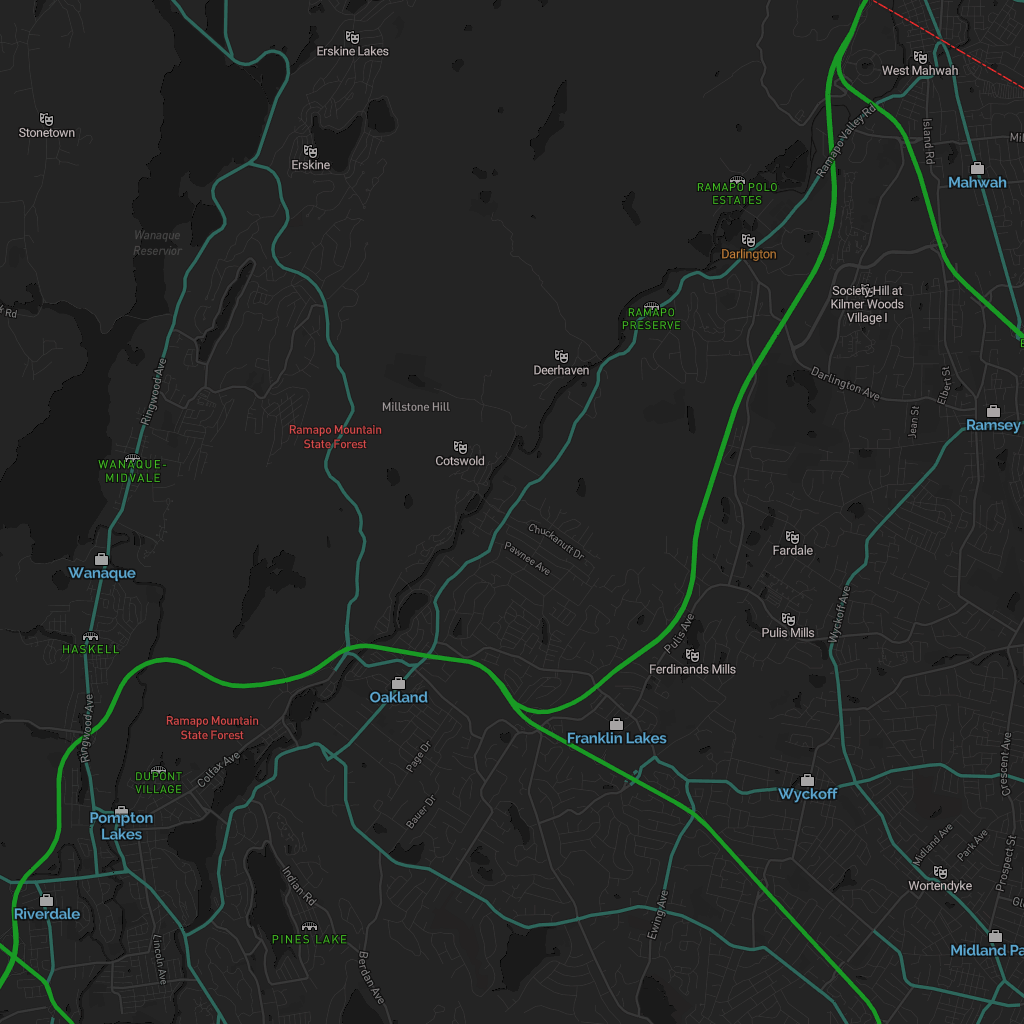 Erskine Lakes
West Mahwah
Stonetown
Ramapo Valley Rd
Island Rd
Erskine
Mahwah
RAMAPO POLO
ESTATES
Wanaque
Reservior
Darlington
Society Hill at
Kilmer Woods
Village I
RAMAPO
PRESERVE
Deerhaven
Ringwood Ave
Darlington Ave
Elbert St
Jean St
Millstone Hill
Ramapo Mountain
State Forest
Ramsey
Cotswold
WANAQUE-
MIDVALE
Chuckanutt Dr
Pawnee Ave
Fardale
Wanaque
Wyckoff Ave
Pulis Ave
Pulis Mills
HASKELL
Ferdinands Mills
Oakland
Ringwood Ave
Ramapo Mountain
State Forest
Franklin Lakes
Page Dr
Colfax Ave
Crescent Ave
DUPONT
VILLAGE
Wyckoff
Bauer Dr
Pompton
Lakes
Midland Ave
Park Ave
Prospect St
Wortendyke
Indian Rd
Riverdale
Ewing Ave
PINES LAKE
Lincoln Ave
Berdan Ave
Midland Pa